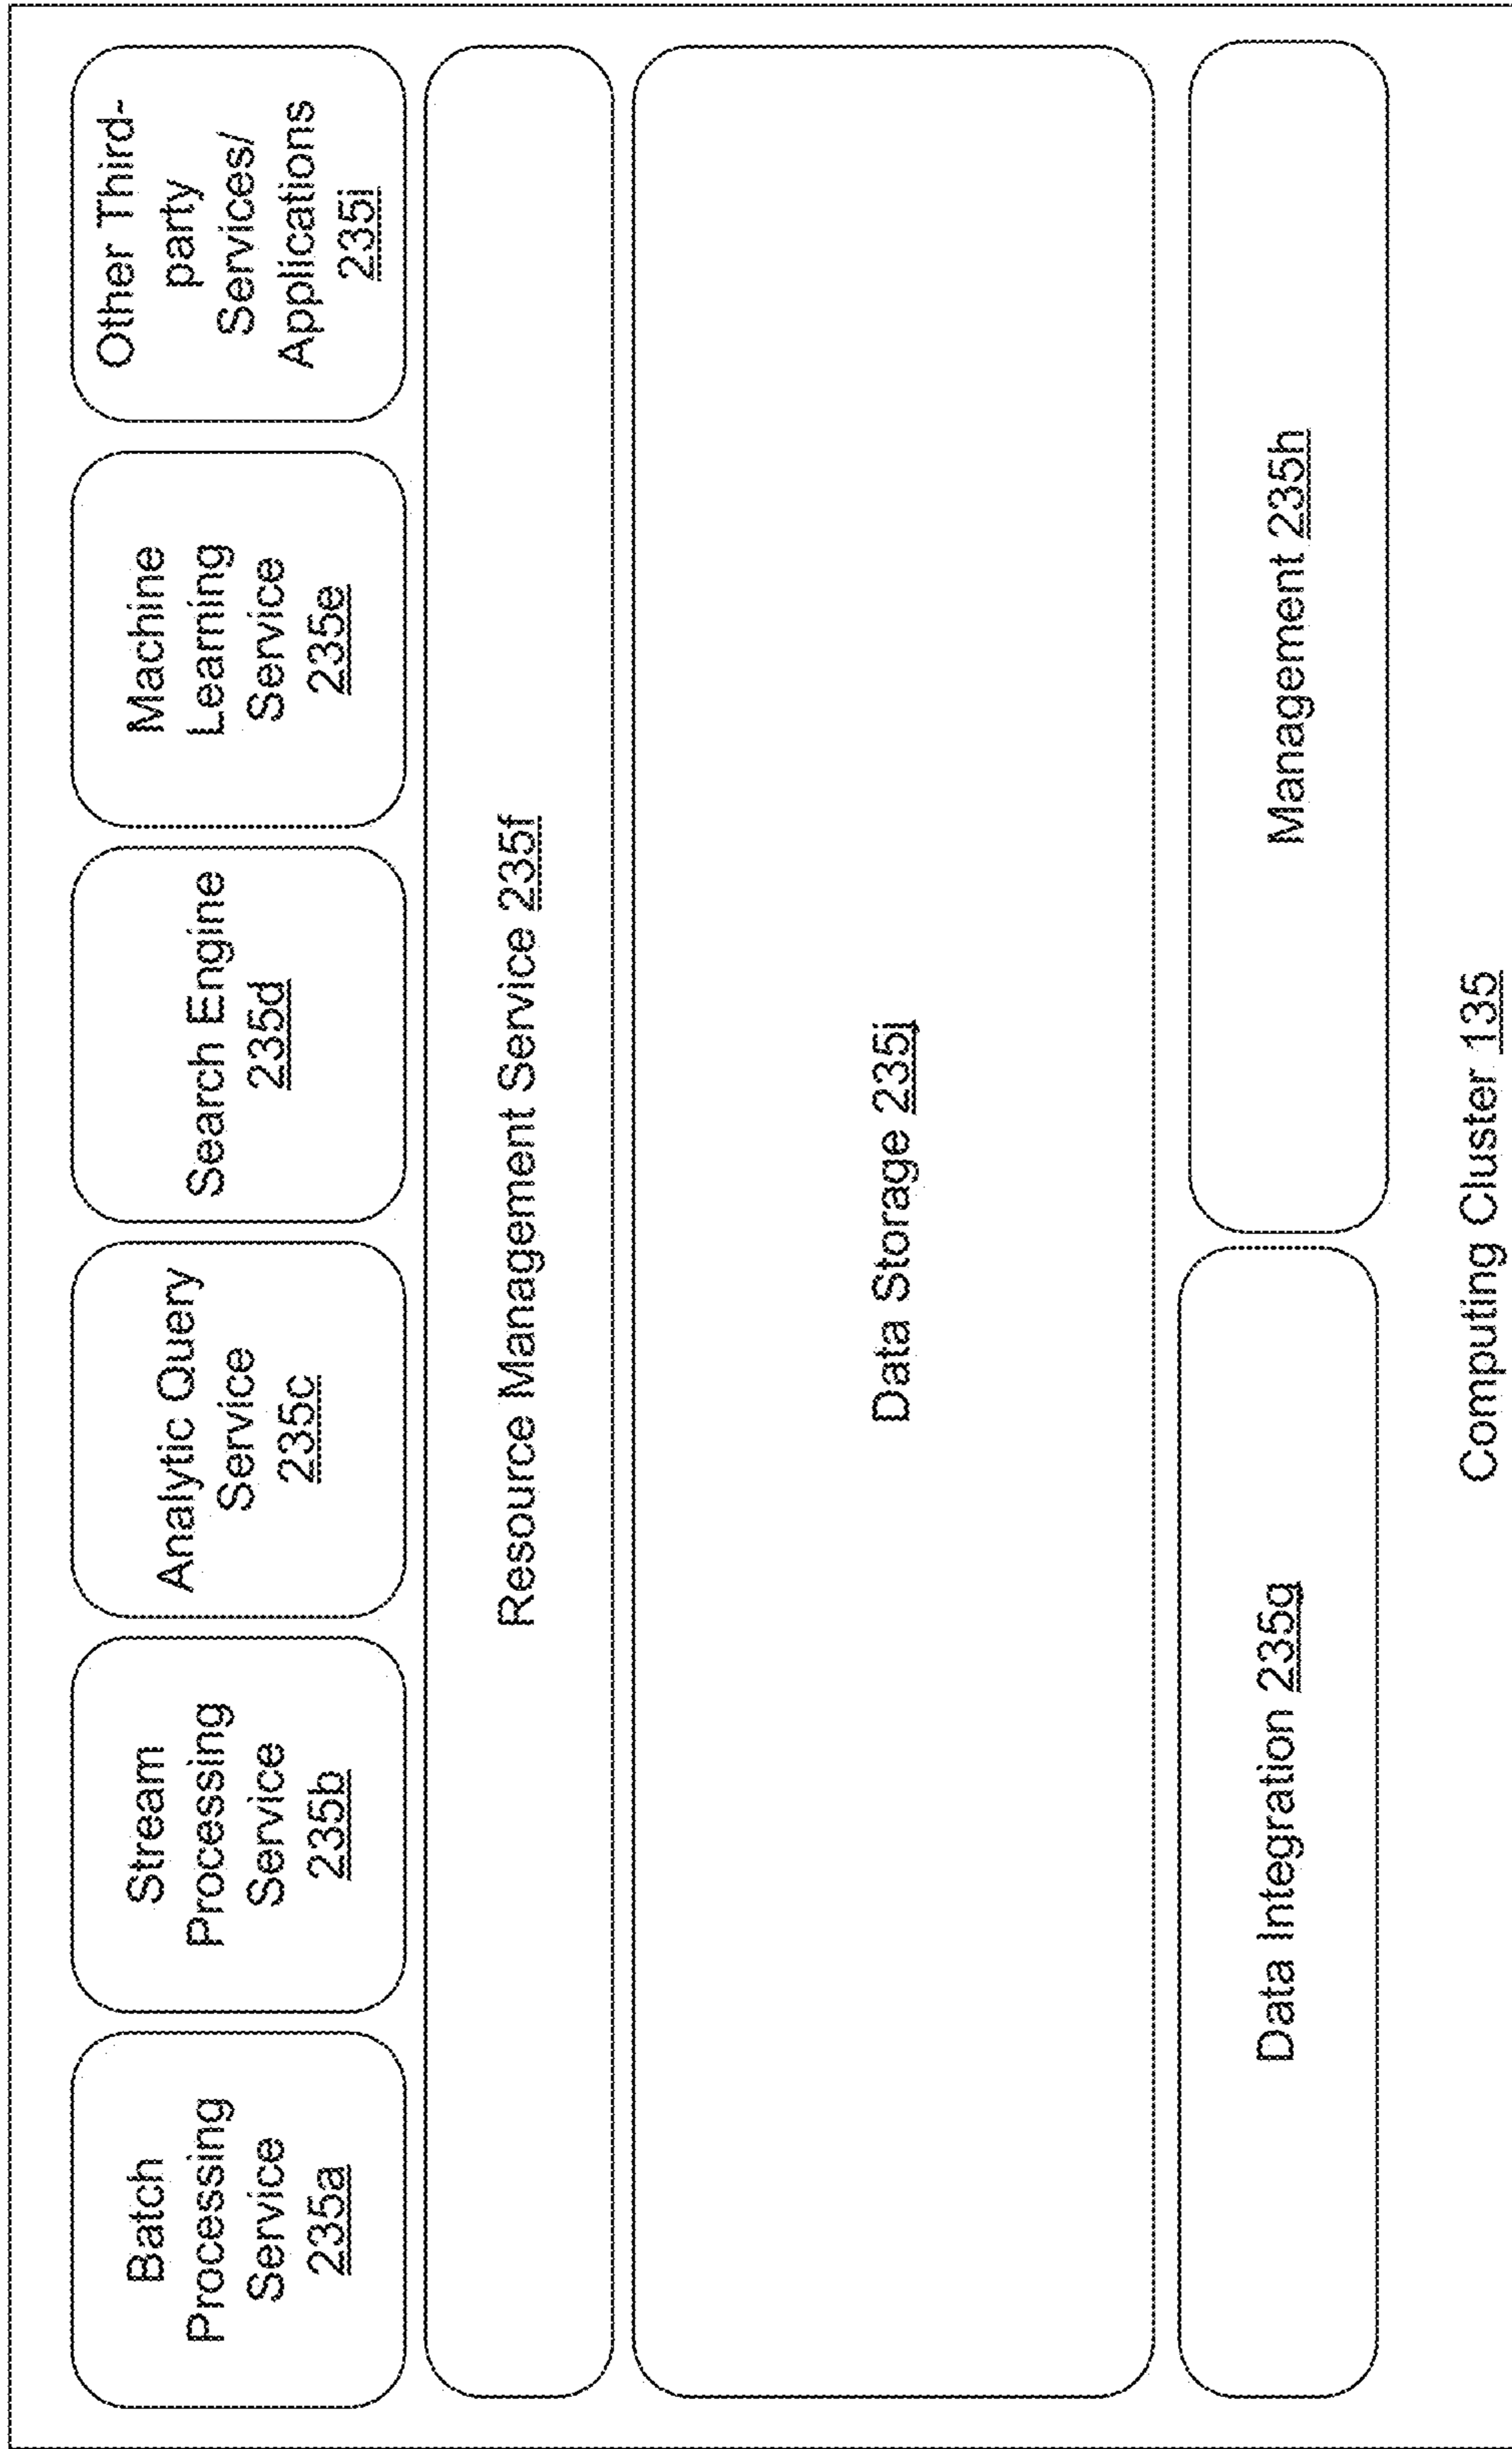 Batch
Processing
Service
235a
Stream
Processing
Service
235b
Analytic Query
Service
235c
Search Engine
235d
Machine
Learning
Service
235e
Other Third-
party
Services/
Applications
235i
Resource Management Service 235f
Data Storage 235j
Data Integration 235g
Management 235h
Computing Cluster 135